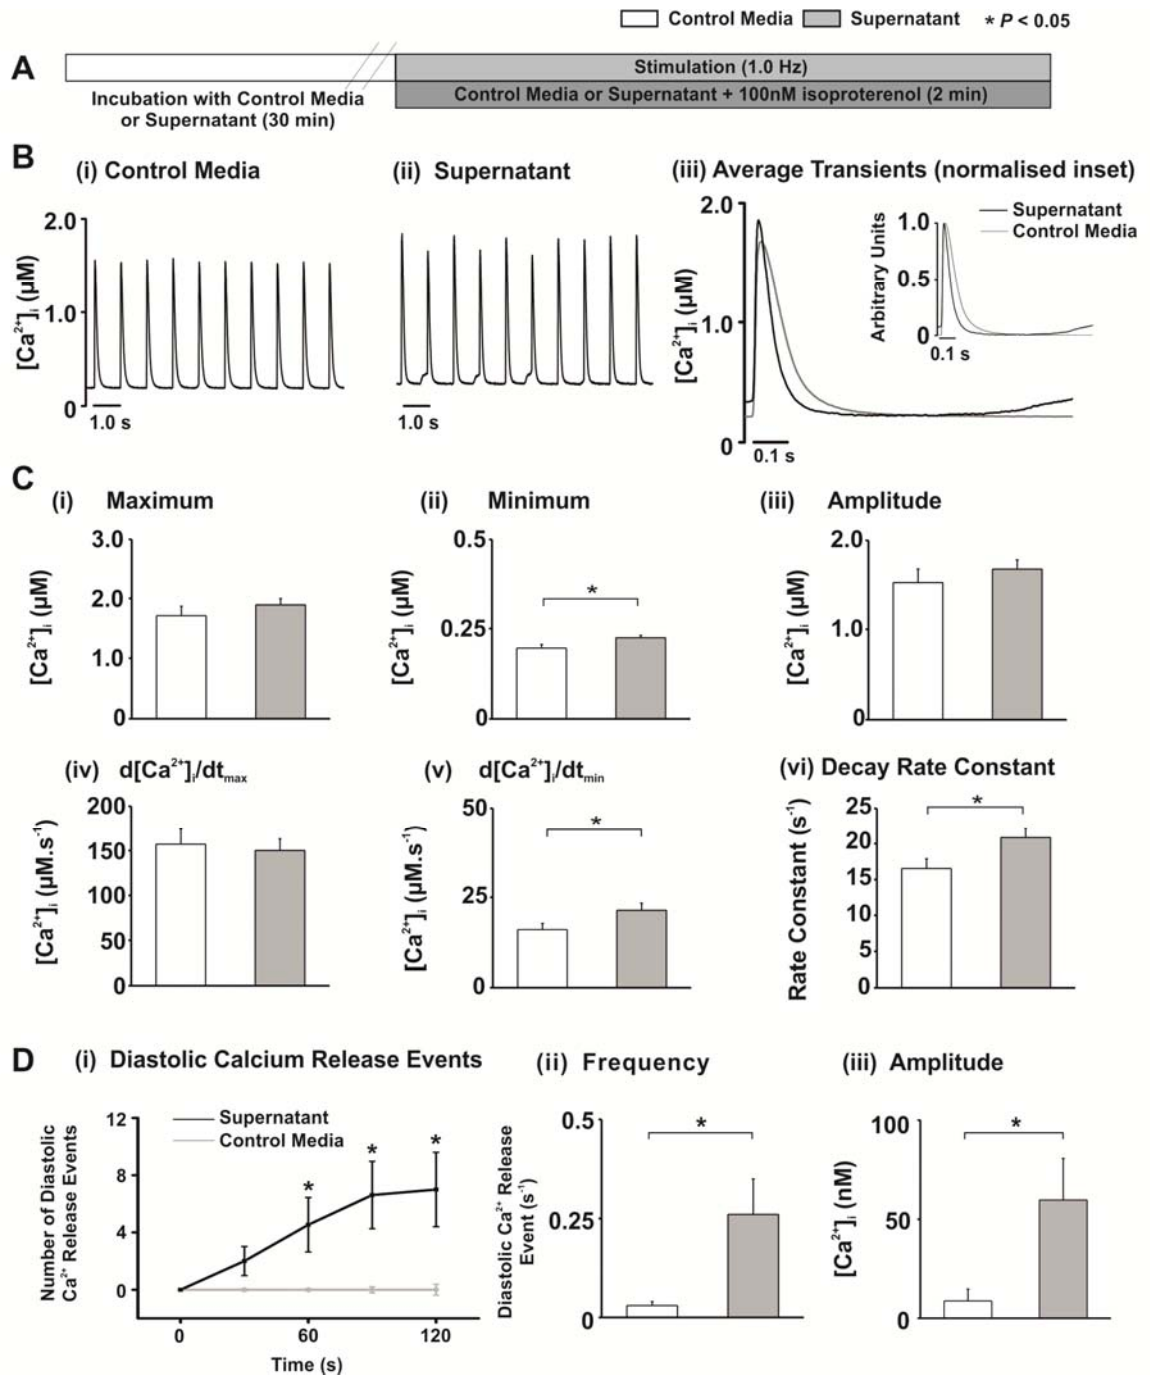 Control Media Supernatant * P < 0.05
A
Stimulation (1.0 Hz)
Control Media or Supernatant + 100nM isoproterenol (2 min)
Incubation with Control Media
or Supernatant (30 min)
B
(i) Control Media
2.0
1.0
0
[Ca²⁺]ᵢ (µM)
1.0 s
(ii) Supernatant
1.0 s
(iii) Average Transients (normalised inset)
2.0
1.0
0
[Ca²⁺]ᵢ (µM)
0.1 s
Supernatant
Control Media
1.0
0.5
0
Arbitrary Units
0.1 s
C
(i) Maximum
3.0
2.0
1.0
0
[Ca²⁺]ᵢ (µM)
(ii) Minimum
0.5
0.25
0
[Ca²⁺]ᵢ (µM)
*
(iii) Amplitude
2.0
1.0
0
[Ca²⁺]ᵢ (µM)
(iv) d[Ca²⁺]ᵢ/dtmax
200
150
100
50
0
[Ca²⁺]ᵢ (µM.s⁻¹)
(v) d[Ca²⁺]ᵢ/dtmin
50
25
0
[Ca²⁺]ᵢ (µM.s⁻¹)
*
(vi) Decay Rate Constant
25
20
15
10
5
0
Rate Constant (s⁻¹)
*
D
(i) Diastolic Calcium Release Events
Supernatant
Control Media
12
8
4
0
Number of Diastolic
Ca²⁺ Release Events
* * *
0 60 120
Time (s)
(ii) Frequency
0.5
0.25
0
Diastolic Ca²⁺ Release
Event (s⁻¹)
*
(iii) Amplitude
100
50
0
[Ca²⁺]ᵢ (nM)
*